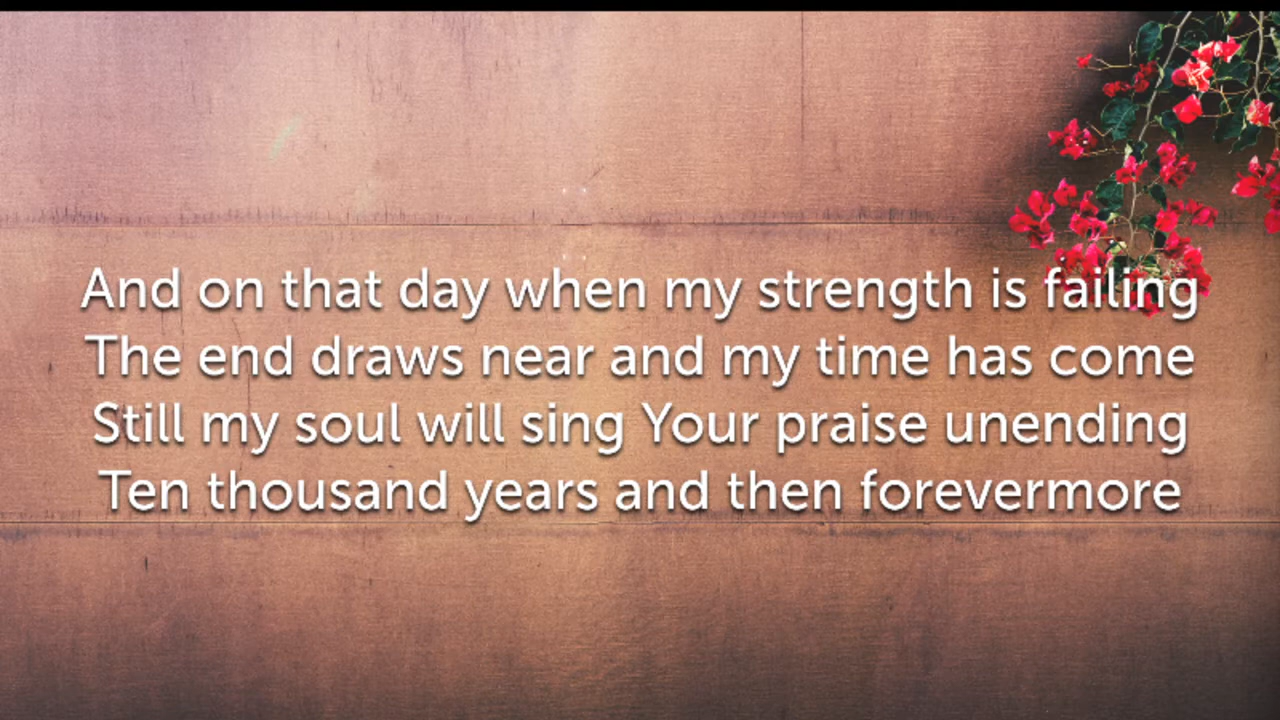 And on that day when my strength is failing
The end draws near and my time has come
Still my soul will sing Your praise unending
Ten thousand years and then forevermore